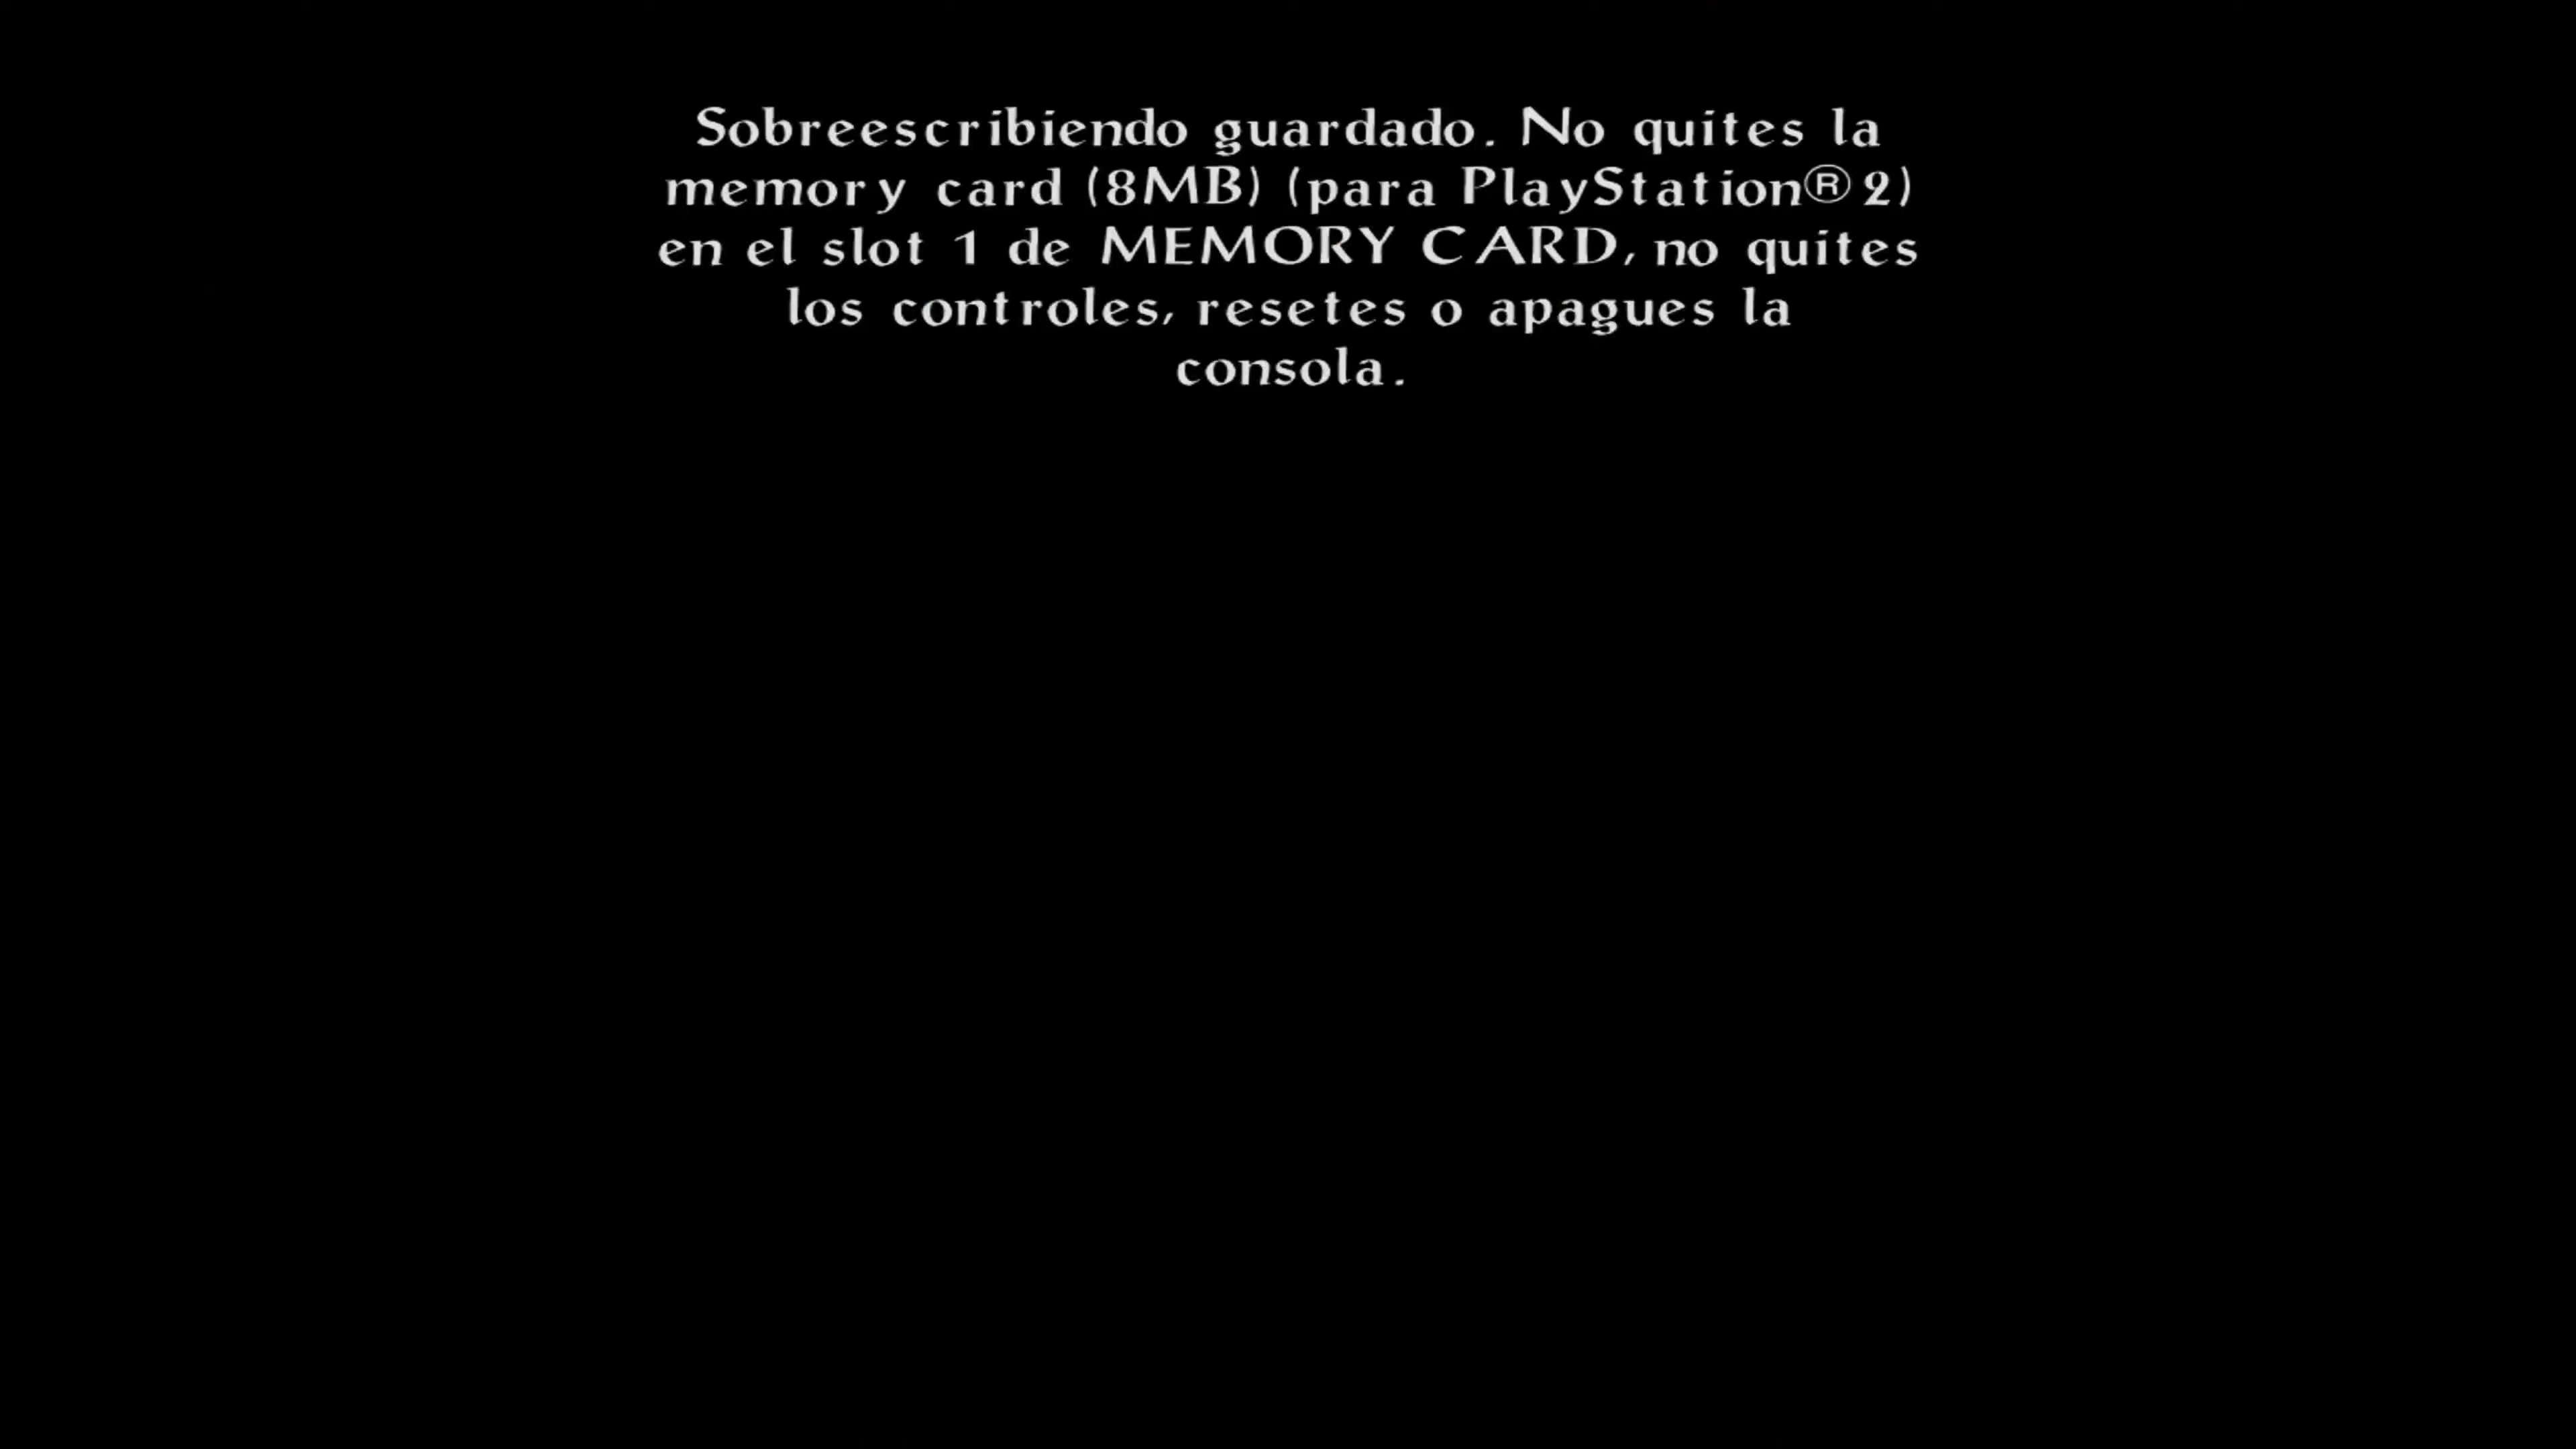 Sobreescribiendo guardado. No quites la
memory card (8MB) (para PlayStation®2)
en el slot 1 de MEMORY CARD, no quites
los controles, resetes o apagues la
consola.